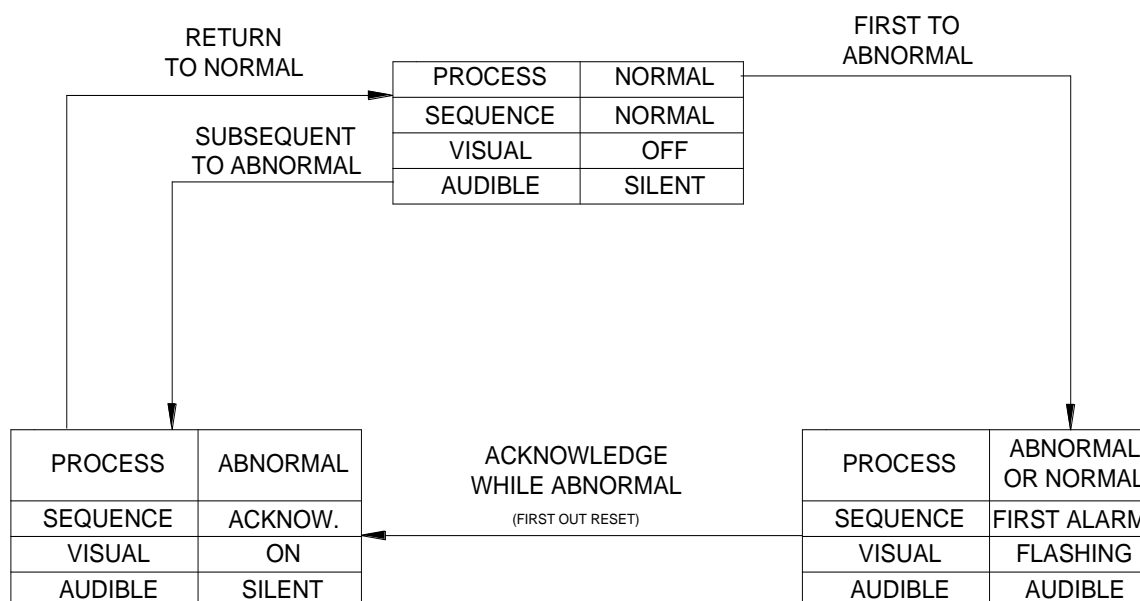 RETURN
TO NORMAL
FIRST TO
ABNORMAL
PROCESS NORMAL
SEQUENCE NORMAL
VISUAL OFF
AUDIBLE SILENT
SUBSEQUENT
TO ABNORMAL
PROCESS ABNORMAL
SEQUENCE ACKNOW.
VISUAL ON
AUDIBLE SILENT
ACKNOWLEDGE
WHILE ABNORMAL
(FIRST OUT RESET)
PROCESS ABNORMAL
OR NORMAL
SEQUENCE FIRST ALARM
VISUAL FLASHING
AUDIBLE AUDIBLE